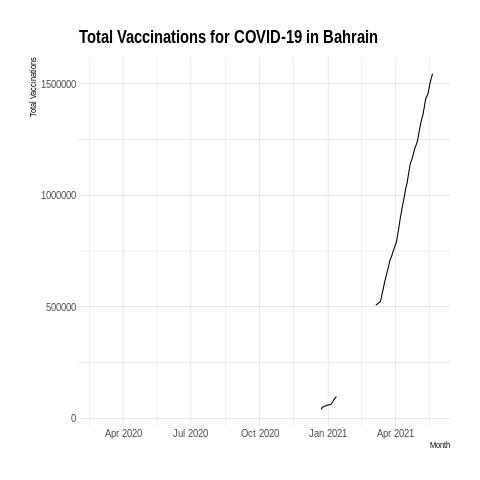 Total Vaccinations for COVID-19 in Bahrain
Total Vaccinations
1500000
1000000
500000
0
Apr 2020
Jul 2020
Oct 2020
Jan 2021
Apr 2021
Month